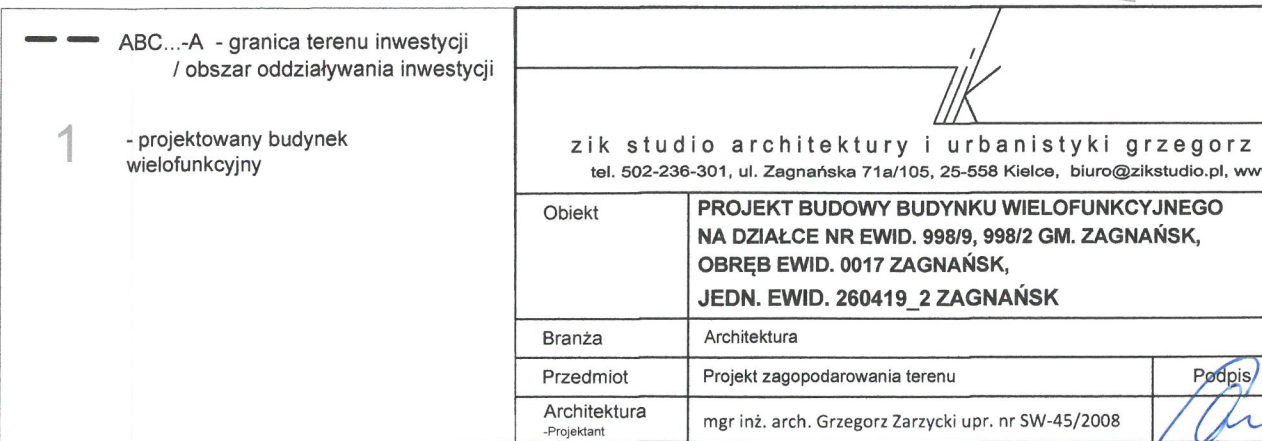 ABC...-A - granica terenu inwestycji
/ obszar oddziaływania inwestycji
1 - projektowany budynek
wielofunkcyjny
zik studio architektury i urbanistyki grzegorz
tel. 502-236-301, ul. Zagnańska 71a/105, 25-558 Kielce, biuro@zikstudio.pl, ww
Obiekt
PROJEKT BUDOWY BUDYNKU WIELOFUNKCYJNEGO
NA DZIAŁCE NR EWID. 998/9, 998/2 GM. ZAGNAŃSK,
OBRĘB EWID. 0017 ZAGNAŃSK,
JEDN. EWID. 260419_2 ZAGNAŃSK
Branża
Architektura
Przedmiot
Projekt zagopodarowania terenu
Podpis
Architektura
-Projektant
mgr inż. arch. Grzegorz Zarzycki upr. nr SW-45/2008